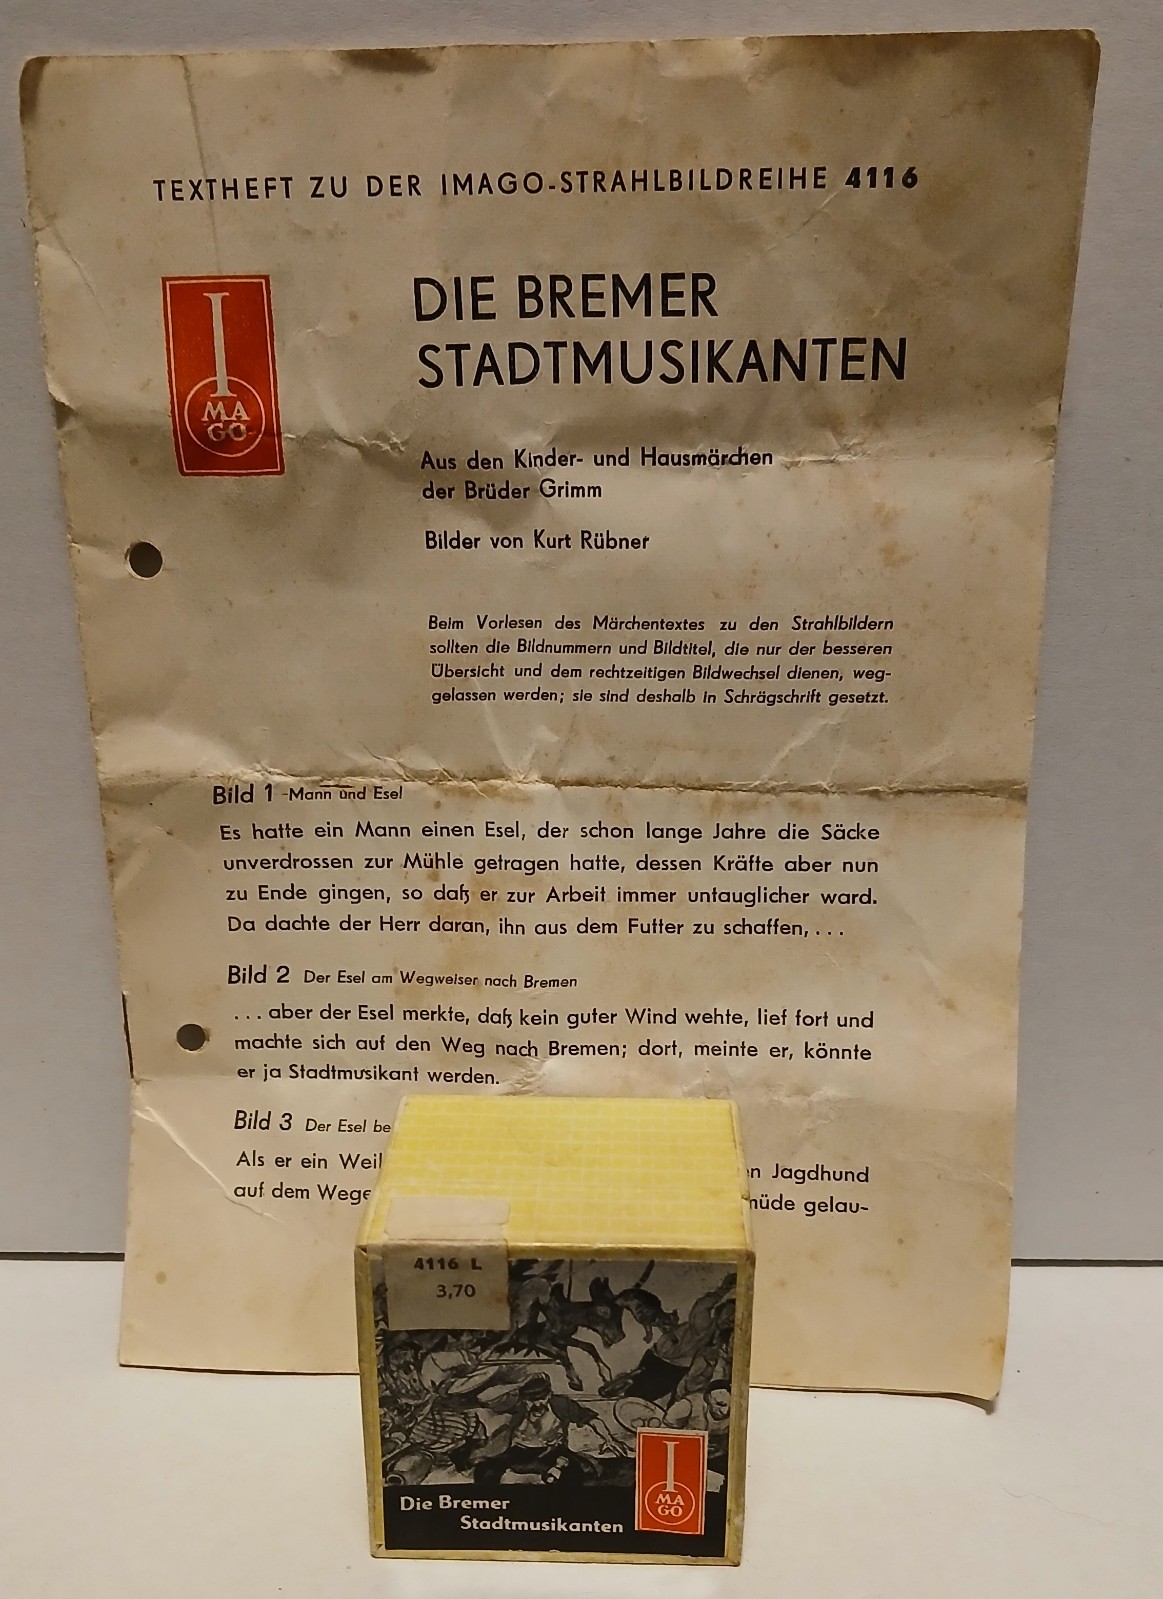 TEXTHEFT ZU DER IMAGO-STRAHLBILDREIHE 4116
I
MA
GO
DIE BREMER
STADTMUSIKANTEN
Aus den Kinder- und Hausmärchen
der Brüder Grimm
Bilder von Kurt Rübner
Beim Vorlesen des Märchentextes zu den Strahlbildern
sollten die Bildnummern und Bildtitel, die nur der besseren
Übersicht und dem rechtzeitigen Bildwechsel dienen, weg-
gelassen werden; sie sind deshalb in Schrägschrift gesetzt.
Bild 1 -Mann und Esel
Es hatte ein Mann einen Esel, der schon lange Jahre die Säcke
unverdrossen zur Mühle getragen hatte, dessen Kräfte aber nun
zu Ende gingen, so daß er zur Arbeit immer untauglicher ward.
Da dachte der Herr daran, ihn aus dem Futter zu schaffen, . . .
Bild 2 Der Esel am Wegweiser nach Bremen
. . . aber der Esel merkte, daß kein guter Wind wehte, lief fort und
machte sich auf den Weg nach Bremen; dort, meinte er, könnte
er ja Stadtmusikant werden.
Bild 3 Der Esel be
Als er ein Weil n Jagdhund
auf dem Wege müde gelau-
4116 L
3,70
Die Bremer
Stadtmusikanten
I
MA
GO